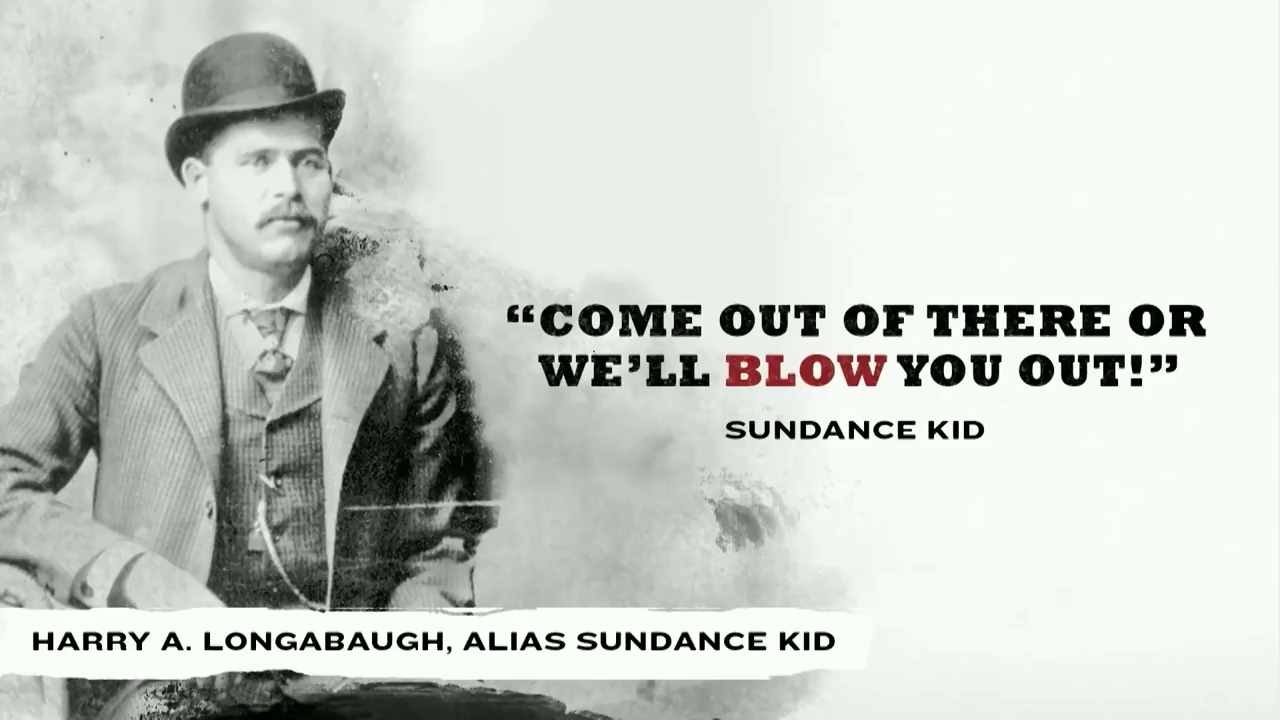 “COME OUT OF THERE OR
WE’LL BLOW YOU OUT!”
SUNDANCE KID
HARRY A. LONGABAUGH, ALIAS SUNDANCE KID